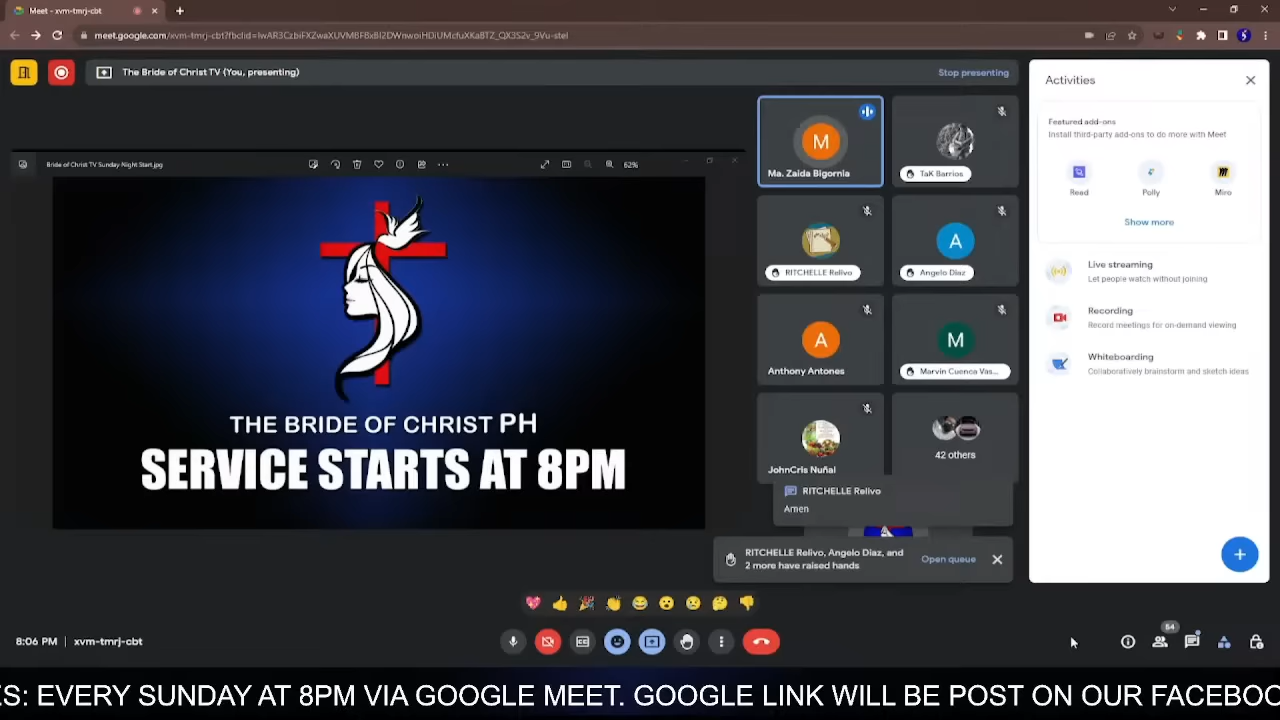 Meet - xvm-tmrj-cbt
The Bride of Christ TV (You, presenting)
Stop presenting
Bride of Christ TV Sunday Night Start.jpg
62%
THE BRIDE OF CHRIST PH
SERVICE STARTS AT 8PM
M
Ma. Zaida Bigornia
TaK Barrios
RITCHELLE Relivo
A
Angelo Diaz
A
Anthony Antones
M
Marvin Cuenca Vas...
JohnCris Nuñal
42 others
RITCHELLE Relivo
Amen
RITCHELLE Relivo, Angelo Diaz, and
2 more have raised hands
Open queue
Activities
Featured add-ons
Install third-party add-ons to do more with Meet
Read
Polly
Miro
Show more
Live streaming
Let people watch without joining
Recording
Record meetings for on-demand viewing
Whiteboarding
Collaboratively brainstorm and sketch ideas
8:06 PM | xvm-tmrj-cbt
54
ES: EVERY SUNDAY AT 8PM VIA GOOGLE MEET. GOOGLE LINK WILL BE POST ON OUR FACEBOO